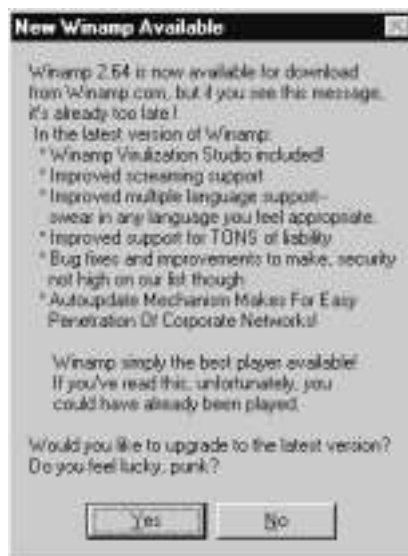 New Winamp Available
Winamp 2.64 is now available for download
from Winamp.com, but if you see this message,
it's already too late!
In the latest version of Winamp:
* Winamp Virulization Studio included!
* Improved screaming support
* Improved multiple language support--
swear in any language you feel appropriate.
* Improved support for TONS of liability
* Bug fixes and improvements to make, security
not high on our list though
* Autoupdate Mechanism Makes For Easy
Penetration Of Corporate Networks!
Winamp simply the best player available!
If you've read this, unfortunately, you
could have already been played.
Would you like to upgrade to the latest version?
Do you feel lucky, punk?
Yes
No